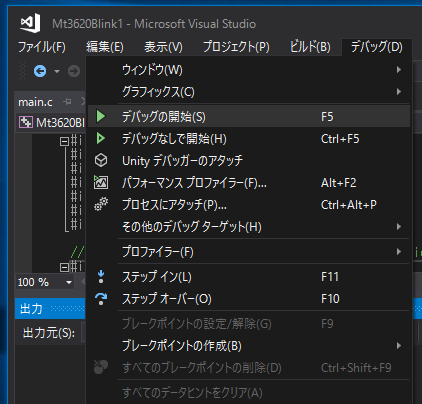 Mt3620Blink1 - Microsoft Visual Studio
ファイル(F) 編集(E) 表示(V) プロジェクト(P) ビルド(B) デバッグ(D)
ウィンドウ(W)
グラフィックス(C)
main.c
デバッグの開始(S) F5
Mt3620Bl
デバッグなしで開始(H) Ctrl+F5
#i
Unity デバッガーのアタッチ
#i
パフォーマンス プロファイラー(F)... Alt+F2
#i
プロセスにアタッチ(P)... Ctrl+Alt+P
#i
その他のデバッグ ターゲット(H)
//
プロファイラー(F)
#i
100 %
ステップ イン(L) F11
出力
ステップ オーバー(O) F10
出力元(S):
ブレークポイントの設定/解除(G) F9
ブレークポイントの作成(B)
すべてのブレークポイントの削除(D) Ctrl+Shift+F9
すべてのデータヒントをクリア(A)